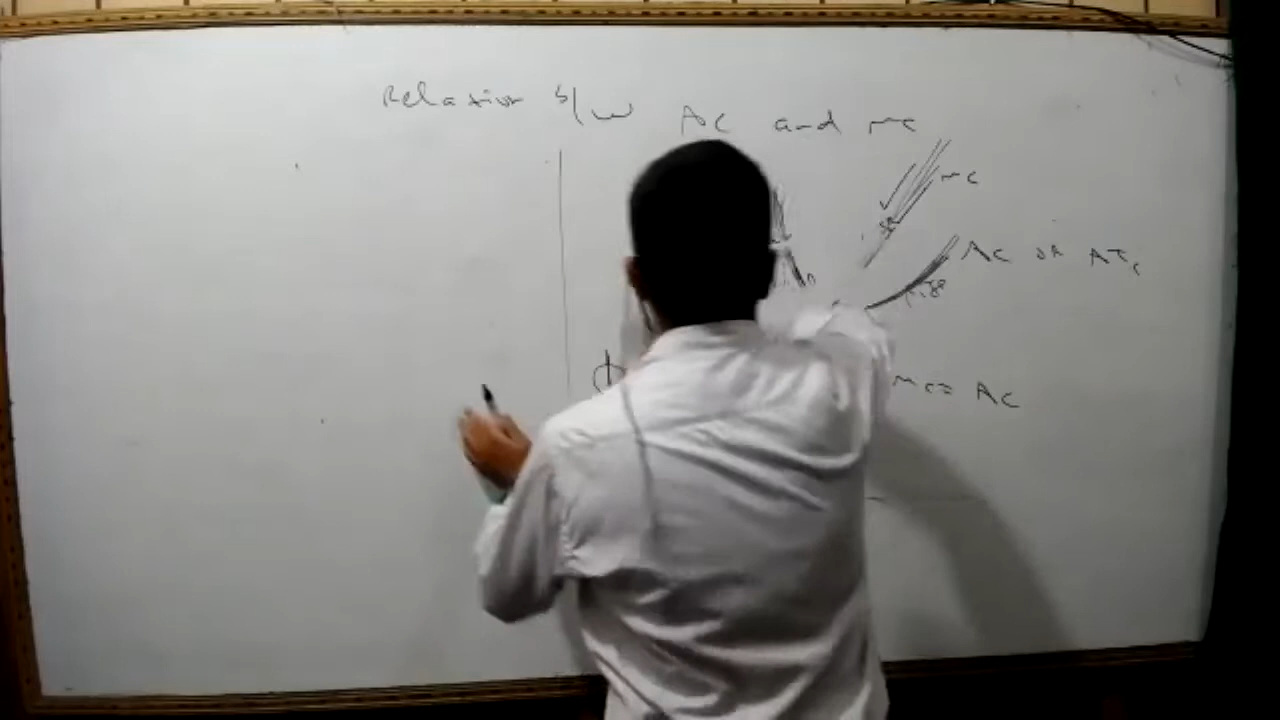 Relation b/w AC and MC
MC
AC OR ATC
MC = AC